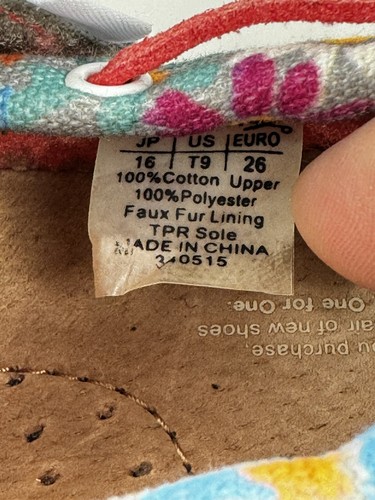 JP US EURO
16 T9 26
100%Cotton Upper
100%Polyester
Faux Fur Lining
TPR Sole
MADE IN CHINA
340515
purchase,
air of new shoes
One for One.